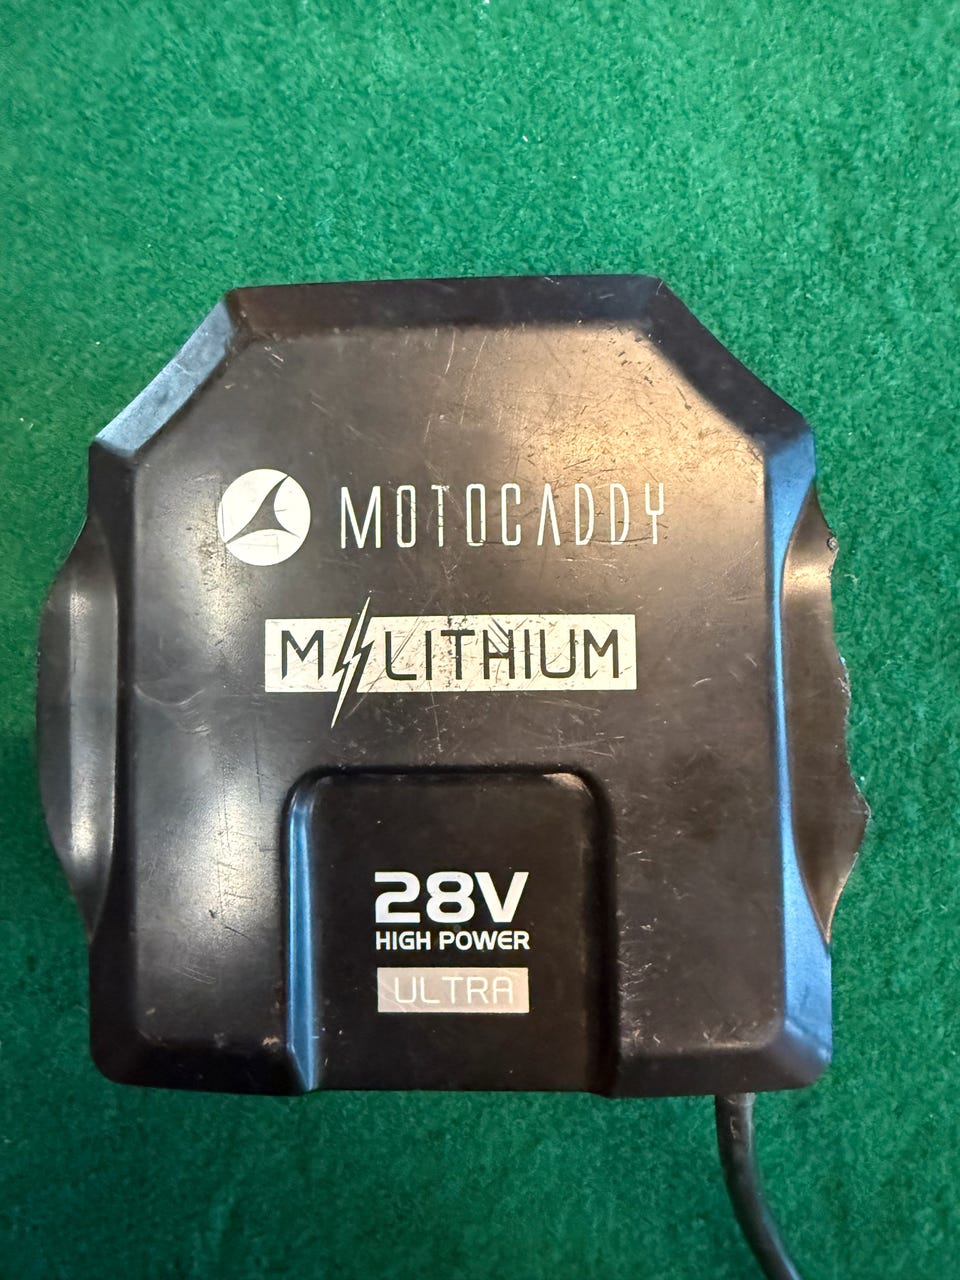 MOTOCADDY
M LITHIUM
28V
HIGH POWER
ULTRA